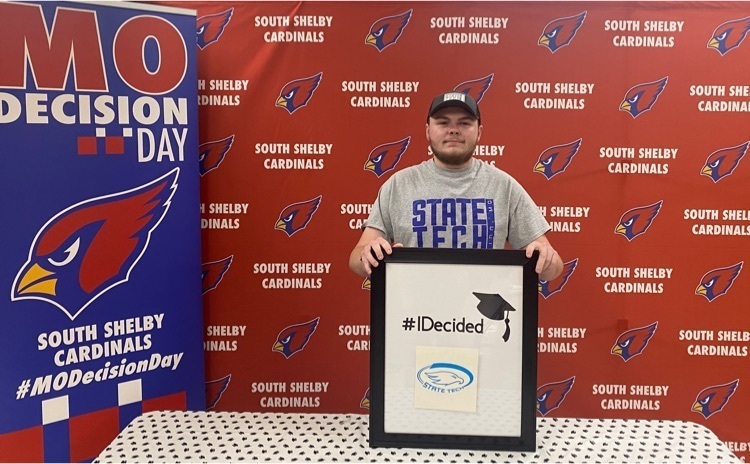 MO
DECISION
DAY
SOUTH SHELBY
CARDINALS
#MODecisionDay
SOUTH SHELBY
CARDINALS
STATE
TECH
#IDecided
STATE TECH